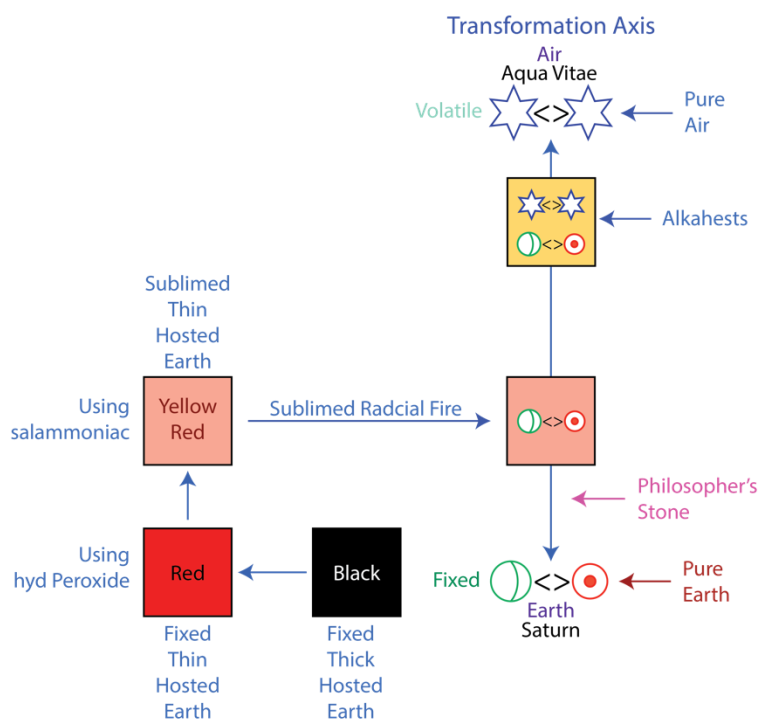 Transformation Axis
Air
Aqua Vitae
Volatile
<>
Pure
Air
<>
<>
Alkahests
Sublimed
Thin
Hosted
Earth
Using
salammoniac
Yellow
Red
Sublimed Radcial Fire
<>
Philosopher's
Stone
Using
hyd Peroxide
Red
Black
Fixed
<>
Pure
Earth
Earth
Saturn
Fixed
Thin
Hosted
Earth
Fixed
Thick
Hosted
Earth